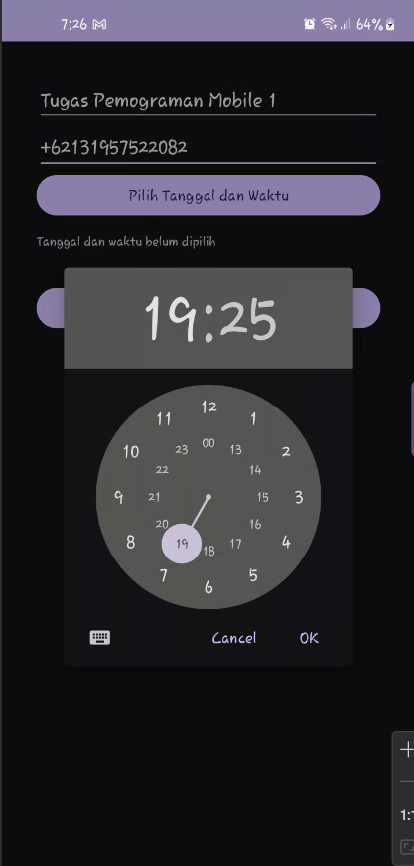 7:26 64%
Tugas Pemograman Mobile 1
+62131957522082
Pilih Tanggal dan Waktu
Tanggal dan waktu belum dipilih
19:25
12
11 1
00
23 13
10 2
22 14
9 21 15 3
20 16
8 19 17 4
18
7 5
6
Cancel OK